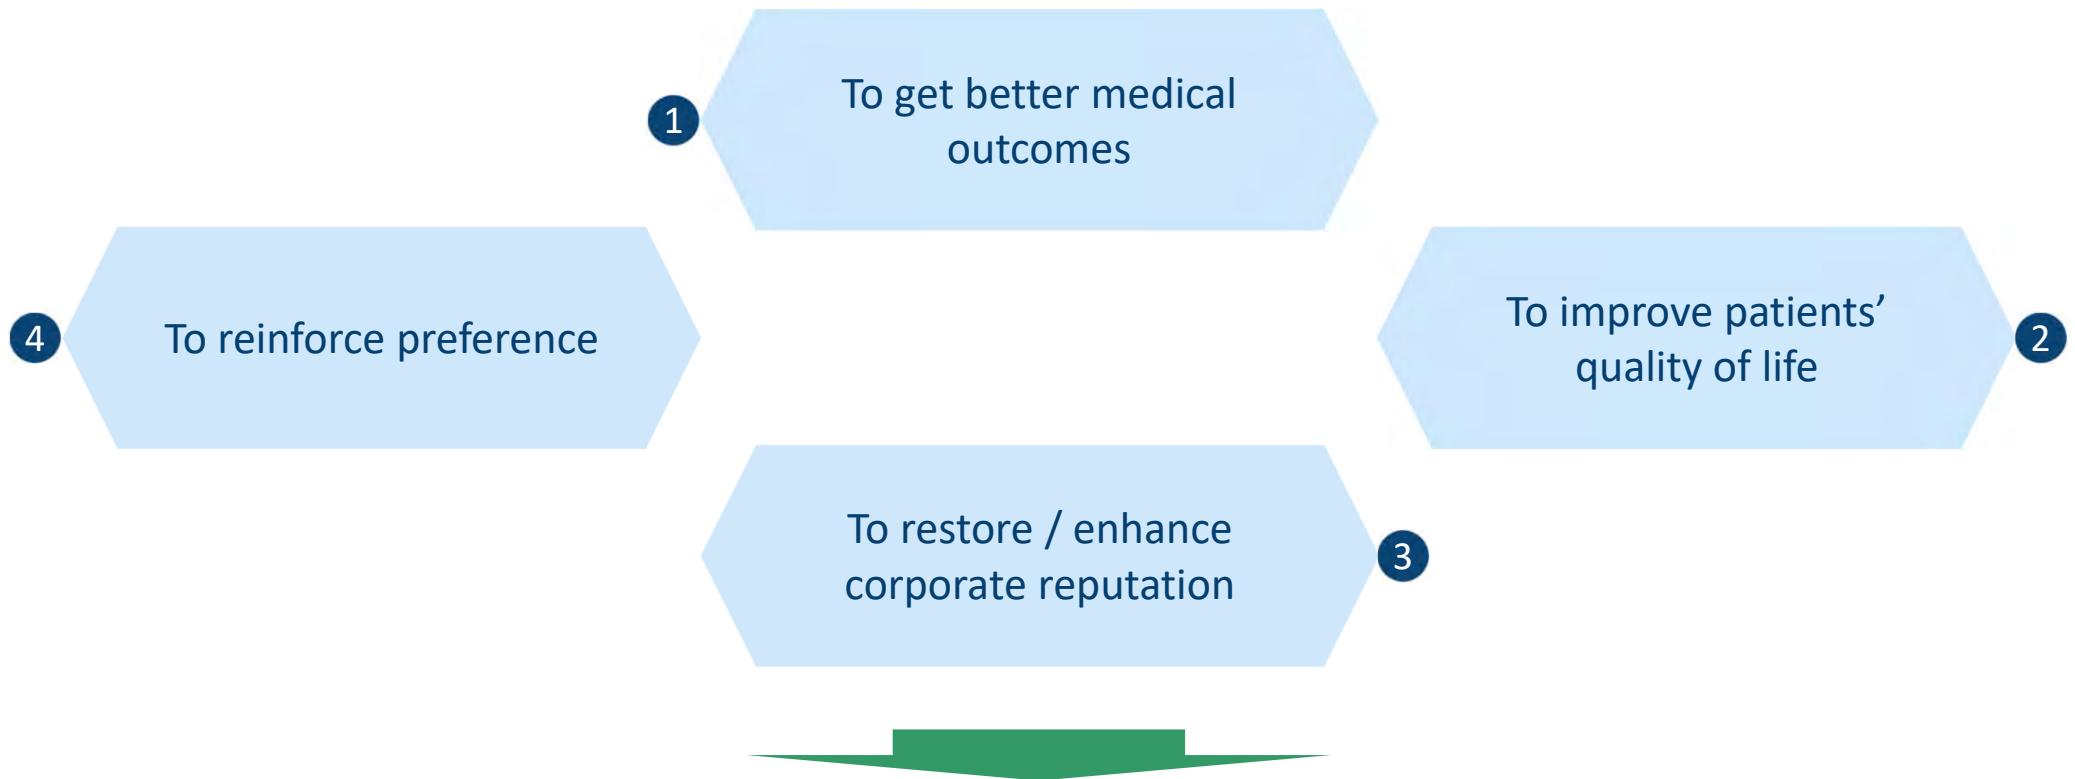 1
To get better medical
outcomes
To improve patients’
quality of life
2
To restore / enhance
corporate reputation
3
4
To reinforce preference